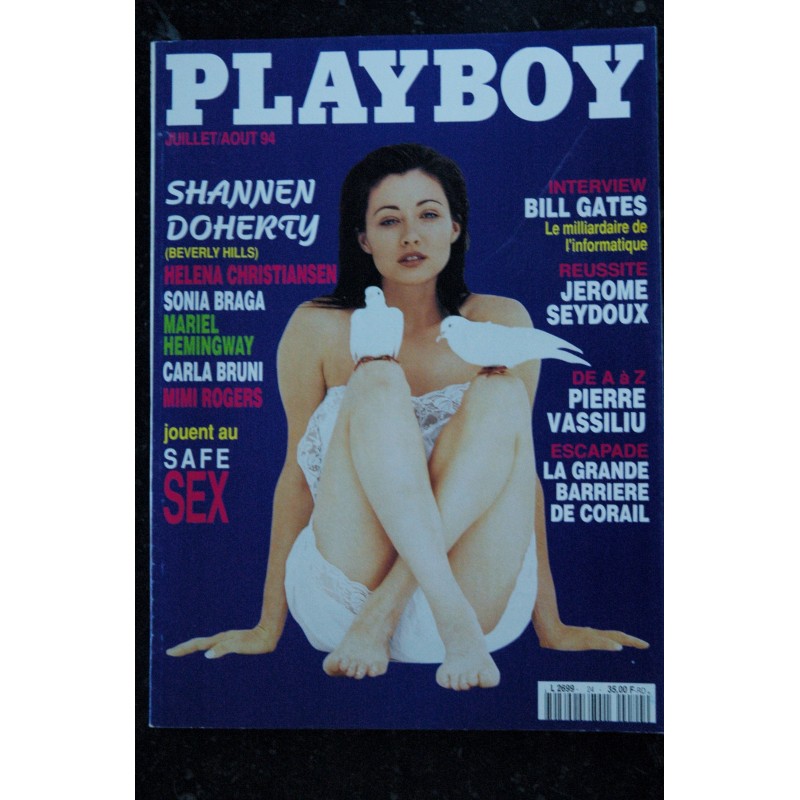 PLAYBOY
JUILLET/AOUT 94
SHANNEN
DOHERTY
(BEVERLY HILLS)
HELENA CHRISTIANSEN
SONIA BRAGA
MARIEL
HEMINGWAY
CARLA BRUNI
MIMI ROGERS
jouent au
SAFE
SEX
INTERVIEW
BILL GATES
Le milliardaire de
l'informatique
REUSSITE
JEROME
SEYDOUX
DE A à Z
PIERRE
VASSILIU
ESCAPADE
LA GRANDE
BARRIERE
DE CORAIL
L 2699 - 24 - 35,00 F-RD